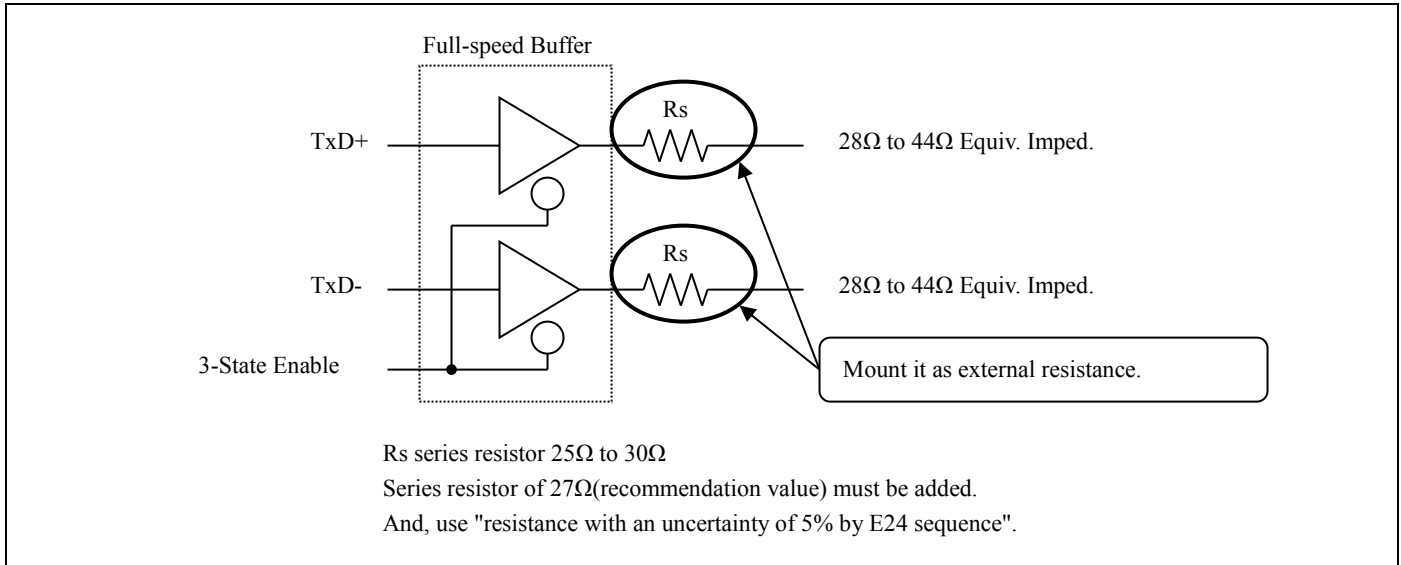 Full-speed Buffer
Rs
TxD+
28Ω to 44Ω Equiv. Imped.
Rs
TxD-
28Ω to 44Ω Equiv. Imped.
3-State Enable
Mount it as external resistance.
Rs series resistor 25Ω to 30Ω
Series resistor of 27Ω(recommendation value) must be added.
And, use "resistance with an uncertainty of 5% by E24 sequence".